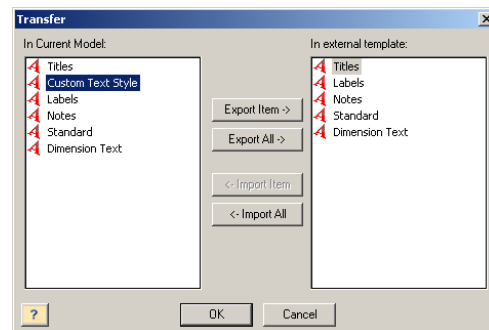 Transfer
In Current Model:
Titles
Custom Text Style
Labels
Notes
Standard
Dimension Text
Export Item ->
Export All ->
<- Import Item
<- Import All
In external template:
Titles
Labels
Notes
Standard
Dimension Text
?
OK
Cancel